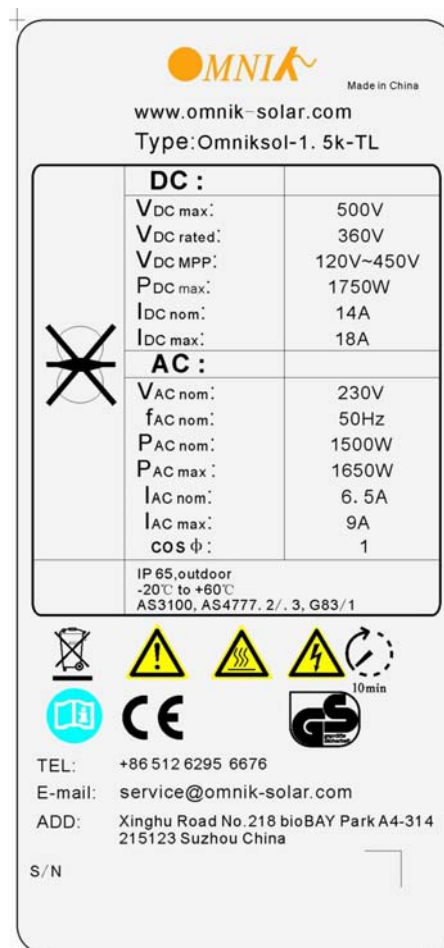 OMNIK
Made in China
www.omnik-solar.com
Type:Omniksol-1. 5k-TL
DC :
VDC max: 500V
VDC rated: 360V
VDC MPP: 120V~450V
PDC max: 1750W
IDC nom: 14A
IDC max: 18A
AC :
VAC nom: 230V
fAC nom: 50Hz
PAC nom: 1500W
PAC max : 1650W
IAC nom: 6. 5A
IAC max: 9A
cos ϕ : 1
IP 65,outdoor
-20℃ to +60℃
AS3100, AS4777. 2/. 3, G83/1
10min
CE
GS
geprüfte
Sicherheit
TEL: +86 512 6295 6676
E-mail: service@omnik-solar.com
ADD: Xinghu Road No.218 bioBAY Park A4-314
215123 Suzhou China
S/N